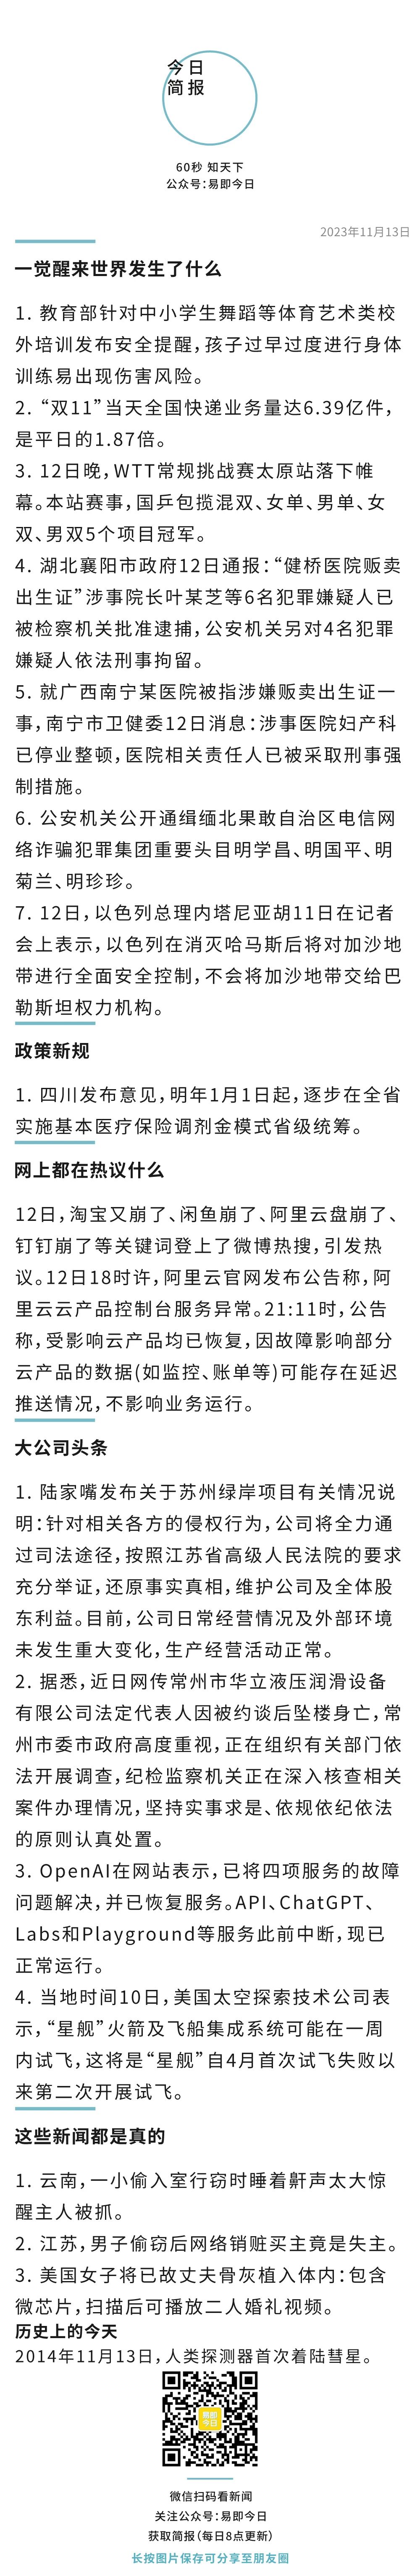 今日
简报
60秒 知天下
公众号:易即今日
2023年11月13日
一觉醒来世界发生了什么
1. 教育部针对中小学生舞蹈等体育艺术类校
外培训发布安全提醒,孩子过早过度进行身体
训练易出现伤害风险。
2. “双11”当天全国快递业务量达6.39亿件,
是平日的1.87倍。
3. 12日晚,WTT常规挑战赛太原站落下帷
幕。本站赛事,国乒包揽混双、女单、男单、女
双、男双5个项目冠军。
4. 湖北襄阳市政府12日通报:“健桥医院贩卖
出生证”涉事院长叶某芝等6名犯罪嫌疑人已
被检察机关批准逮捕,公安机关另对4名犯罪
嫌疑人依法刑事拘留。
5. 就广西南宁某医院被指涉嫌贩卖出生证一
事,南宁市卫健委12日消息:涉事医院妇产科
已停业整顿,医院相关责任人已被采取刑事强
制措施。
6. 公安机关公开通缉缅北果敢自治区电信网
络诈骗犯罪集团重要头目明学昌、明国平、明
菊兰、明珍珍。
7. 12日,以色列总理内塔尼亚胡11日在记者
会上表示,以色列在消灭哈马斯后将对加沙地
带进行全面安全控制,不会将加沙地带交给巴
勒斯坦权力机构。
政策新规
1. 四川发布意见,明年1月1日起,逐步在全省
实施基本医疗保险调剂金模式省级统筹。
网上都在热议什么
12日,淘宝又崩了、闲鱼崩了、阿里云盘崩了、
钉钉崩了等关键词登上了微博热搜,引发热
议。12日18时许,阿里云官网发布公告称,阿
里云云产品控制台服务异常。21:11时,公告
称,受影响云产品均已恢复,因故障影响部分
云产品的数据(如监控、账单等)可能存在延迟
推送情况,不影响业务运行。
大公司头条
1. 陆家嘴发布关于苏州绿岸项目有关情况说
明:针对相关各方的侵权行为,公司将全力通
过司法途径,按照江苏省高级人民法院的要求
充分举证,还原事实真相,维护公司及全体股
东利益。目前,公司日常经营情况及外部环境
未发生重大变化,生产经营活动正常。
2. 据悉,近日网传常州市华立液压润滑设备
有限公司法定代表人因被约谈后坠楼身亡,常
州市委市政府高度重视,正在组织有关部门依
法开展调查,纪检监察机关正在深入核查相关
案件办理情况,坚持实事求是、依规依纪依法
的原则认真处置。
3. OpenAI在网站表示,已将四项服务的故障
问题解决,并已恢复服务。API、ChatGPT、
Labs和Playground等服务此前中断,现已
正常运行。
4. 当地时间10日,美国太空探索技术公司表
示,“星舰”火箭及飞船集成系统可能在一周
内试飞,这将是“星舰”自4月首次试飞失败以
来第二次开展试飞。
这些新闻都是真的
1. 云南,一小偷入室行窃时睡着鼾声太大惊
醒主人被抓。
2. 江苏,男子偷窃后网络销赃买主竟是失主。
3. 美国女子将已故丈夫骨灰植入体内:包含
微芯片,扫描后可播放二人婚礼视频。
历史上的今天
2014年11月13日,人类探测器首次着陆彗星。
易即
今日
微信扫码看新闻
关注公众号:易即今日
获取简报(每日8点更新)
长按图片保存可分享至朋友圈